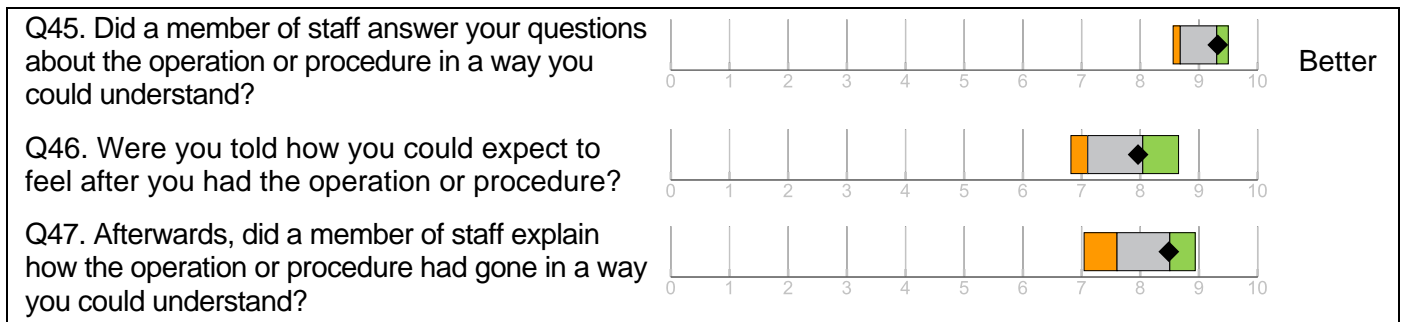 Q45. Did a member of staff answer your questions
about the operation or procedure in a way you
could understand?
0 1 2 3 4 5 6 7 8 9 10
Better
Q46. Were you told how you could expect to
feel after you had the operation or procedure?
0 1 2 3 4 5 6 7 8 9 10
Q47. Afterwards, did a member of staff explain
how the operation or procedure had gone in a way
you could understand?
0 1 2 3 4 5 6 7 8 9 10